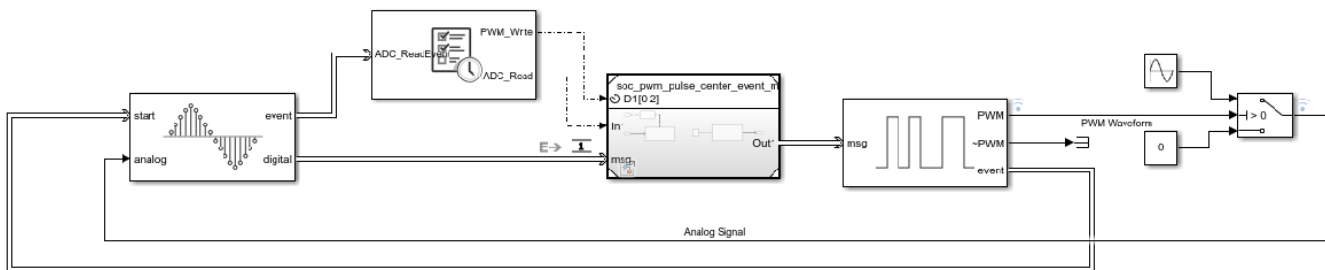 PWM_Write
ADC_ReadEvent
ADC_Read
start
event
analog
digital
soc_pwm_pulse_center_event_m
D1[0 2]
In
E→ 1
msg
Out
msg
PWM
~PWM
event
PWM Waveform
> 0
0
Analog Signal